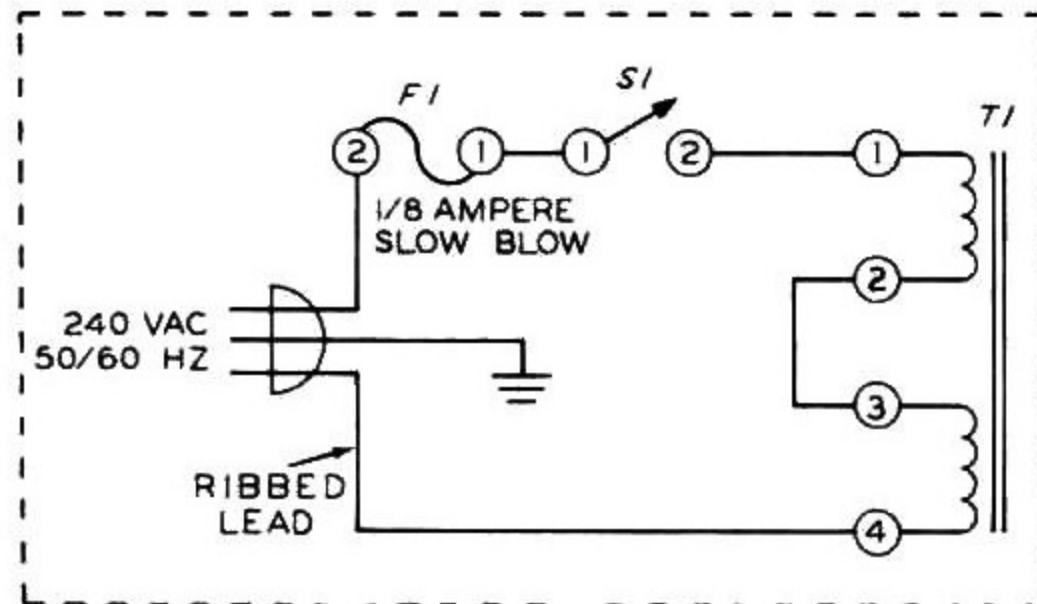 F1
S1
T1
2
1
1
2
1
1/8 AMPERE
SLOW BLOW
2
240 VAC
50/60 HZ
3
RIBBED
LEAD
4